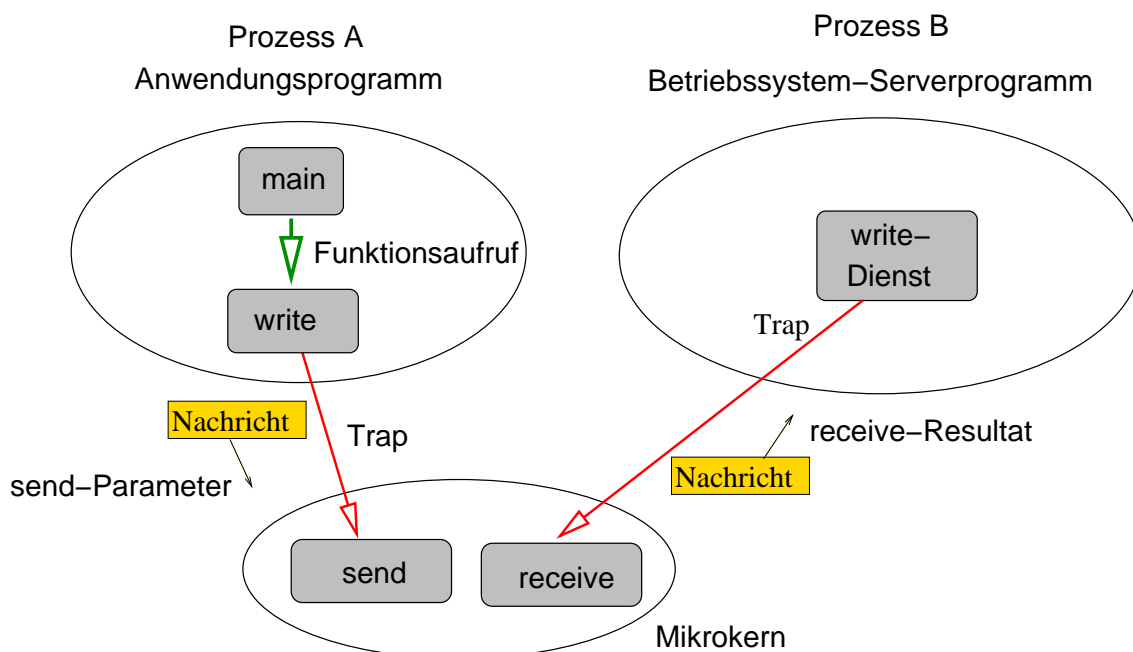 Prozess A
Anwendungsprogramm
Prozess B
Betriebssystem−Serverprogramm
main
Funktionsaufruf
write
write−
Dienst
Trap
Nachricht
Trap
send−Parameter
receive−Resultat
Nachricht
send
receive
Mikrokern